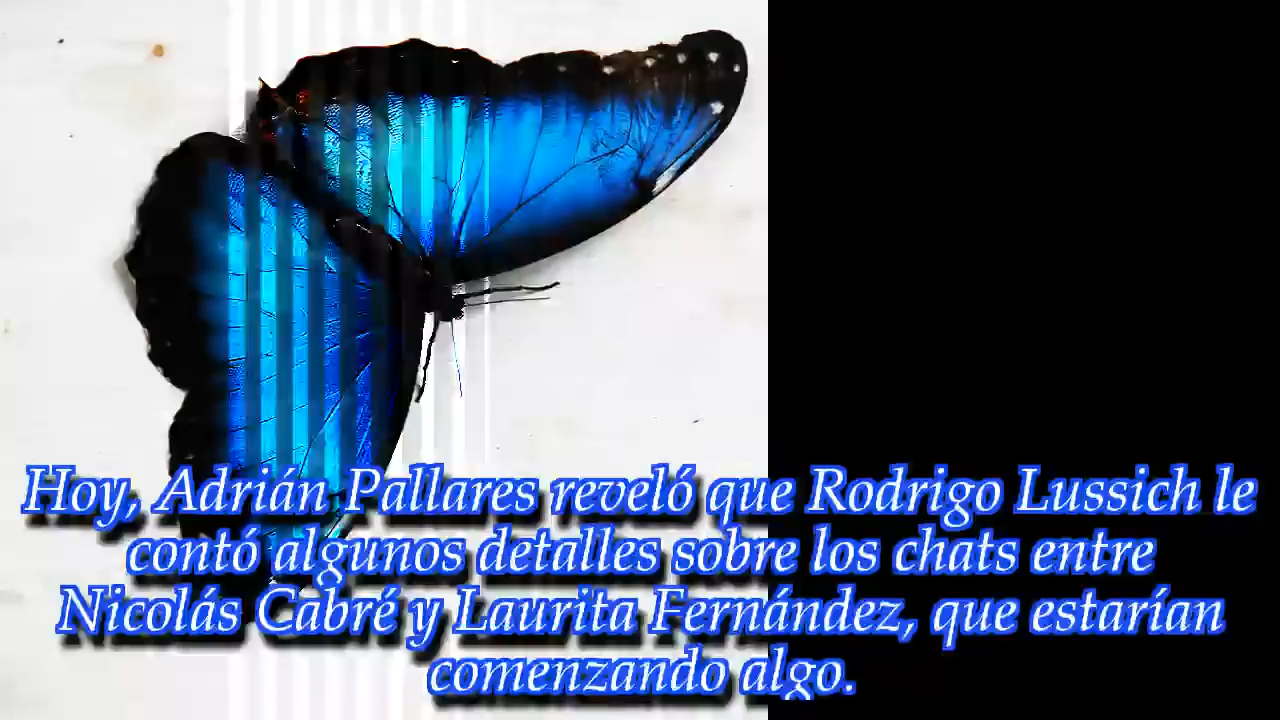 Hoy, Adrián Pallares reveló que Rodrigo Lussich le
contó algunos detalles sobre los chats entre
Nicolás Cabré y Laurita Fernández, que estarían
comenzando algo.